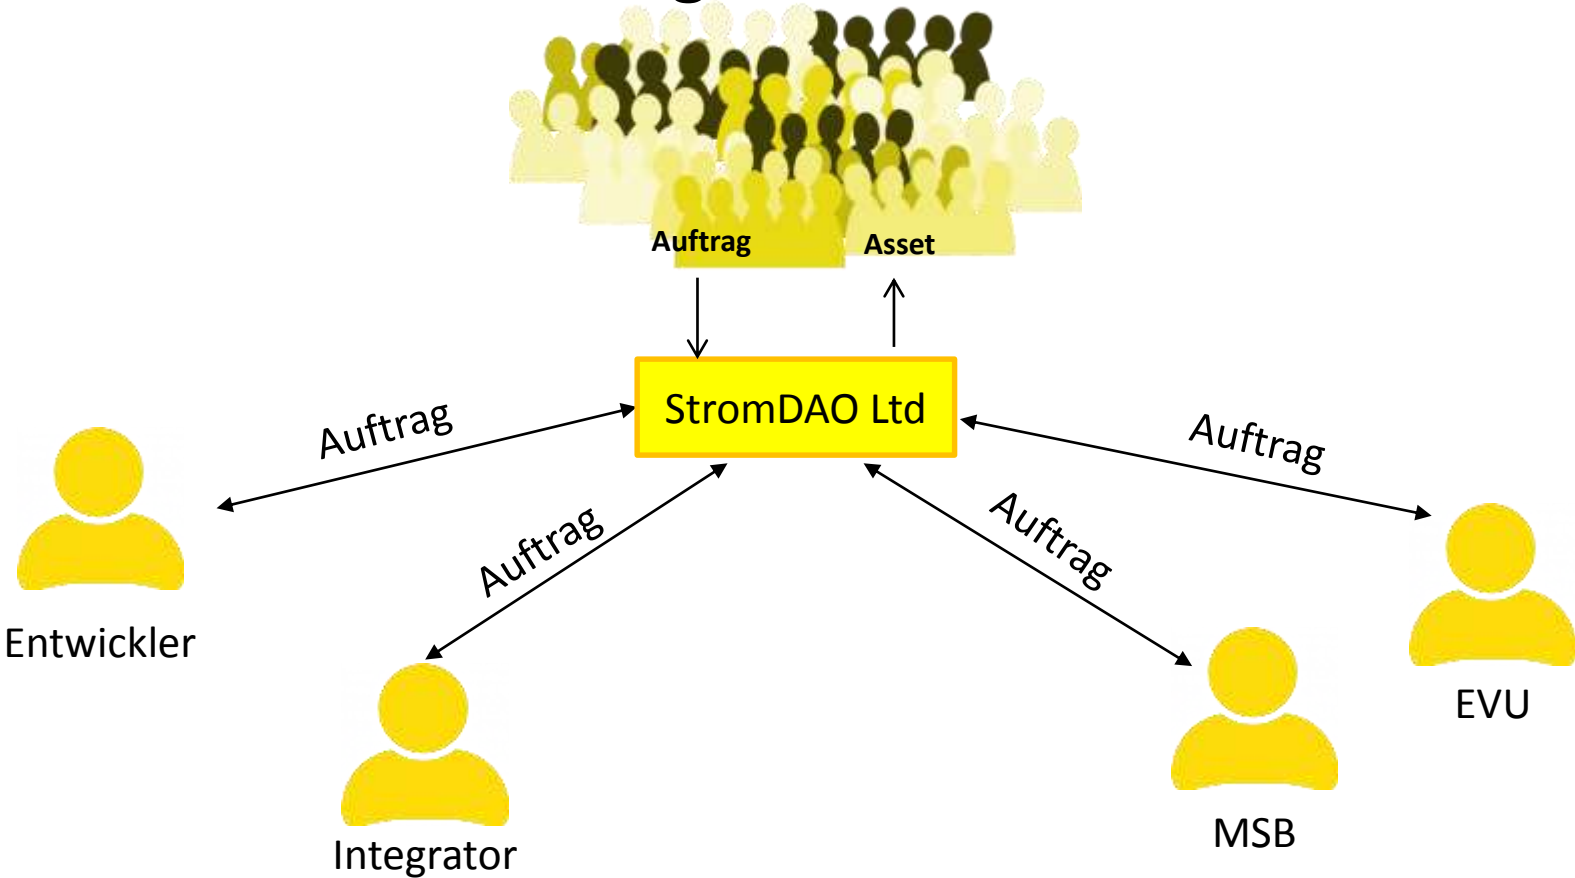 Auftrag
Asset
StromDAO Ltd
Auftrag
Auftrag
Auftrag
Auftrag
Entwickler
EVU
MSB
Integrator